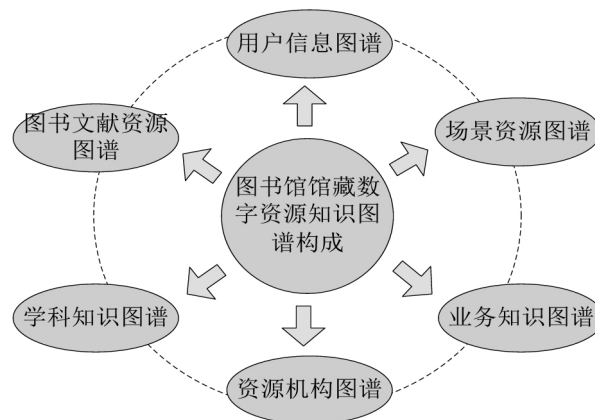 用户信息图谱
图书文献资源
图谱
场景资源图谱
图书馆馆藏数
字资源知识图
谱构成
学科知识图谱
业务知识图谱
资源机构图谱